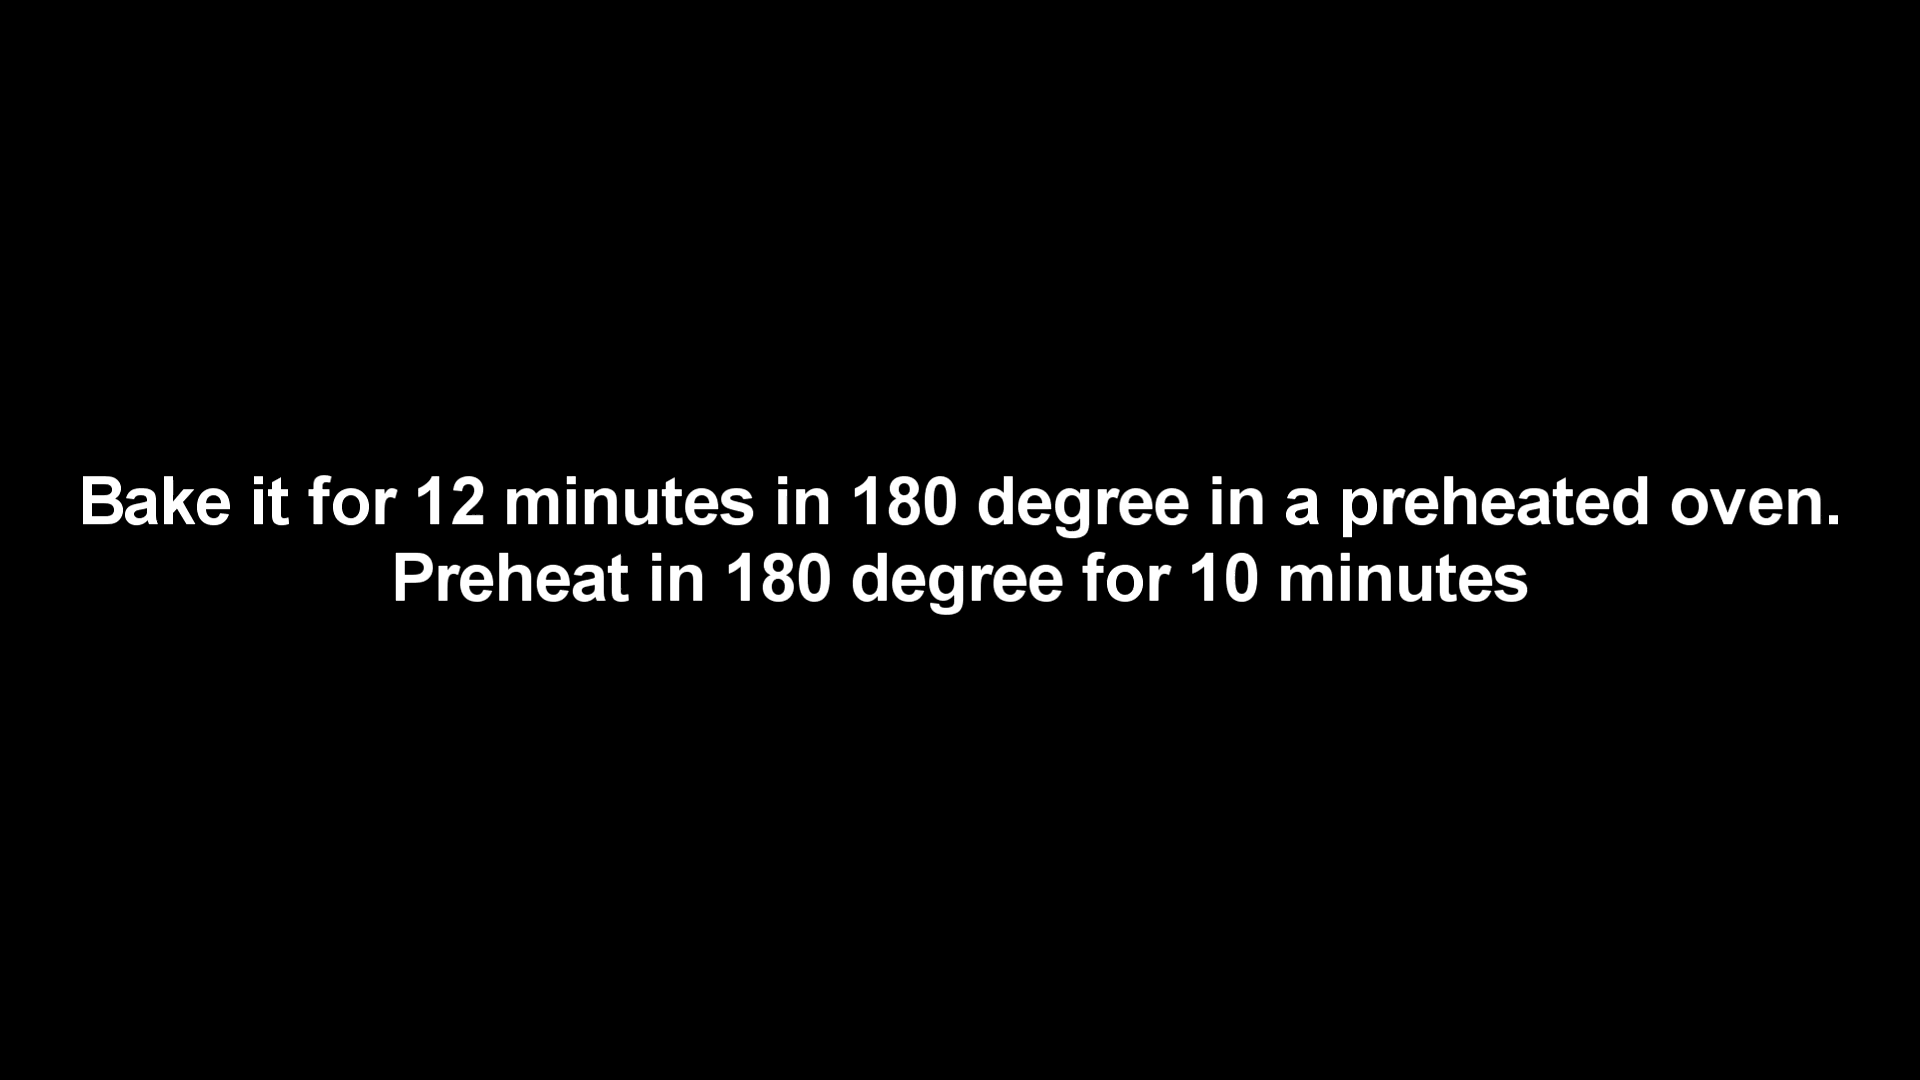 Bake it for 12 minutes in 180 degree in a preheated oven.
Preheat in 180 degree for 10 minutes